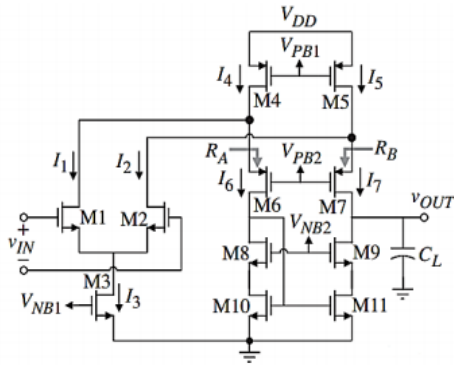 V_DD
V_PB1
I_4
I_5
M4
M5
I_1
I_2
R_A
V_PB2
R_B
I_6
I_7
M6
M7
v_OUT
M1
M2
+
v_IN
−
M8
V_NB2
M9
C_L
M3
V_NB1
I_3
M10
M11